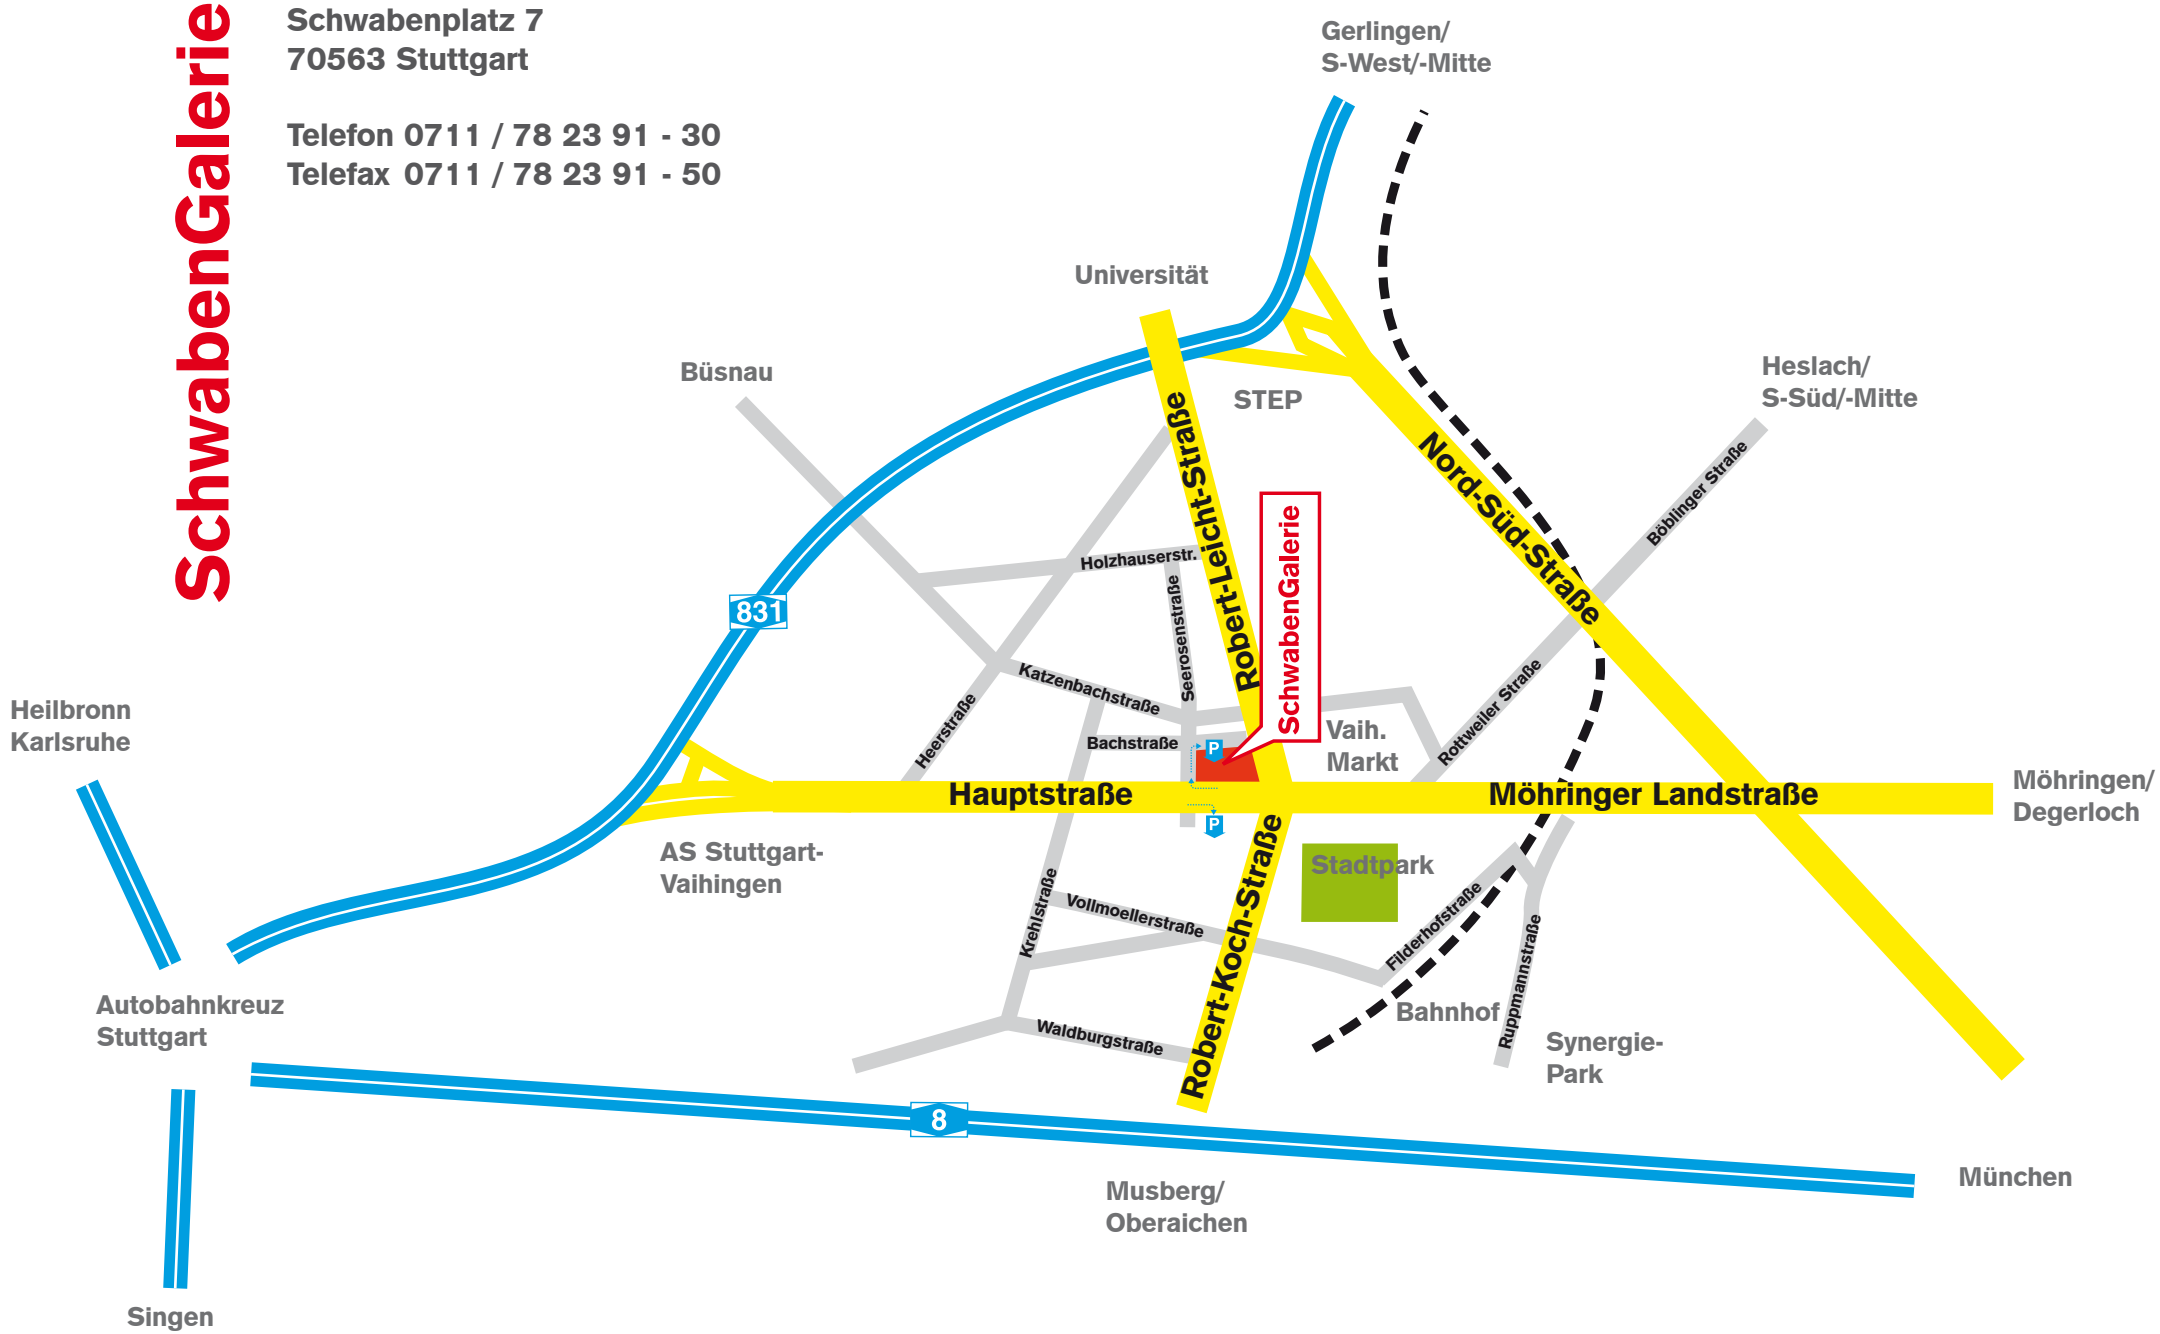 SchwabenGalerie
Schwabenplatz 7
70563 Stuttgart
Telefon 0711 / 78 23 91 - 30
Telefax 0711 / 78 23 91 - 50
Gerlingen/
S-West/-Mitte
Universität
Büsnau
STEP
Heslach/
S-Süd/-Mitte
Robert-Leicht-Straße
Nord-Süd-Straße
Böblinger Straße
Holzhauserstr.
Seerosenstraße
SchwabenGalerie
831
Katzenbachstraße
Heerstraße
Bachstraße
P
Vaih.
Markt
Rottweiler Straße
Heilbronn
Karlsruhe
Hauptstraße
Möhringer Landstraße
Möhringen/
Degerloch
P
AS Stuttgart-
Vaihingen
Stadtpark
Robert-Koch-Straße
Krehlstraße
Vollmoellerstraße
Filderhofstraße
Ruppmannstraße
Autobahnkreuz
Stuttgart
Bahnhof
Waldburgstraße
Synergie-
Park
8
Musberg/
Oberaichen
München
Singen